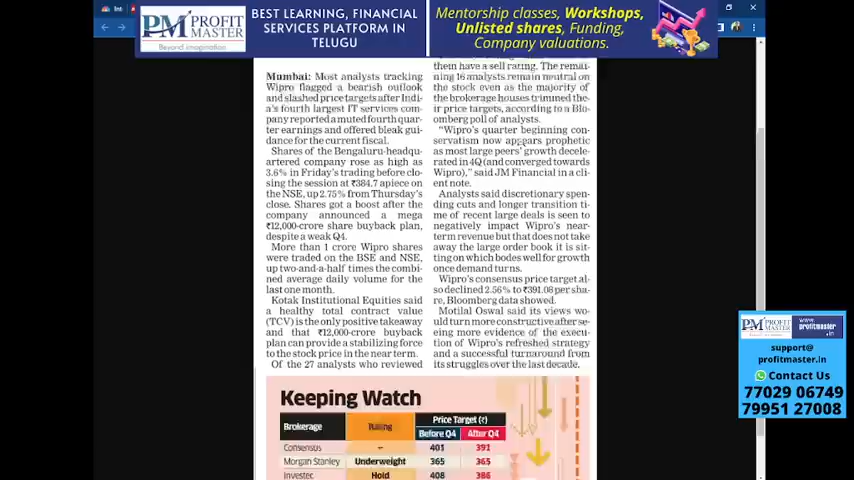 Int
PM PROFIT
MASTER
Beyond imagination
BEST LEARNING, FINANCIAL
SERVICES PLATFORM IN
TELUGU
Mentorship classes, Workshops,
Unlisted shares, Funding,
Company valuations.
Mumbai: Most analysts tracking
Wipro flagged a bearish outlook
and slashed price targets after Indi-
a's fourth largest IT services com-
pany reported a muted fourth quar-
ter earnings and offered bleak gui-
dance for the current fiscal.
Shares of the Bengaluru-headqu-
artered company rose as high as
3.6% in Friday's trading before clo-
sing the session at ₹384.7 apiece on
the NSE, up 2.75% from Thursday's
close. Shares got a boost after the
company announced a mega
₹12,000-crore share buyback plan,
despite a weak Q4.
More than 1 crore Wipro shares
were traded on the BSE and NSE,
up two-and-a-half times the combi-
ned average daily volume for the
last one month.
Kotak Institutional Equities said
a healthy total contract value
(TCV) is the only positive takeaway
and that ₹12,000-crore buyback
plan can provide a stabilizing force
to the stock price in the near term.
Of the 27 analysts who reviewed
them have a sell rating. The remai-
ning 16 analysts remain neutral on
the stock even as the majority of
the brokerage houses trimmed the-
ir price targets, according to a Blo-
omberg poll of analysts.
"Wipro's quarter beginning con-
servatism now appears prophetic
as most large peers' growth decele-
rated in 4Q (and converged towards
Wipro)," said JM Financial in a cli-
ent note.
Analysts said discretionary spen-
ding cuts and longer transition ti-
me of recent large deals is seen to
negatively impact Wipro's near-
term revenue but that does not take
away the large order book it is sit-
ting on which bodes well for growth
once demand turns.
Wipro's consensus price target al-
so declined 2.56% to ₹391.08 per sha-
re, Bloomberg data showed.
Motilal Oswal said its views wo-
uld turn more constructive after se-
eing more evidence of the execu-
tion of Wipro's refreshed strategy
and a successful turnaround from
its struggles over the last decade.
Keeping Watch
Brokerage Rating Price Target (₹)
Before Q4 After Q4
Consensus – 401 391
Morgan Stanley Underweight 365 365
Investec Hold 408 386
PM PROFIT
MASTER
www.
profitmaster.in
support@
profitmaster.in
Contact Us
77029 06749
79951 27008